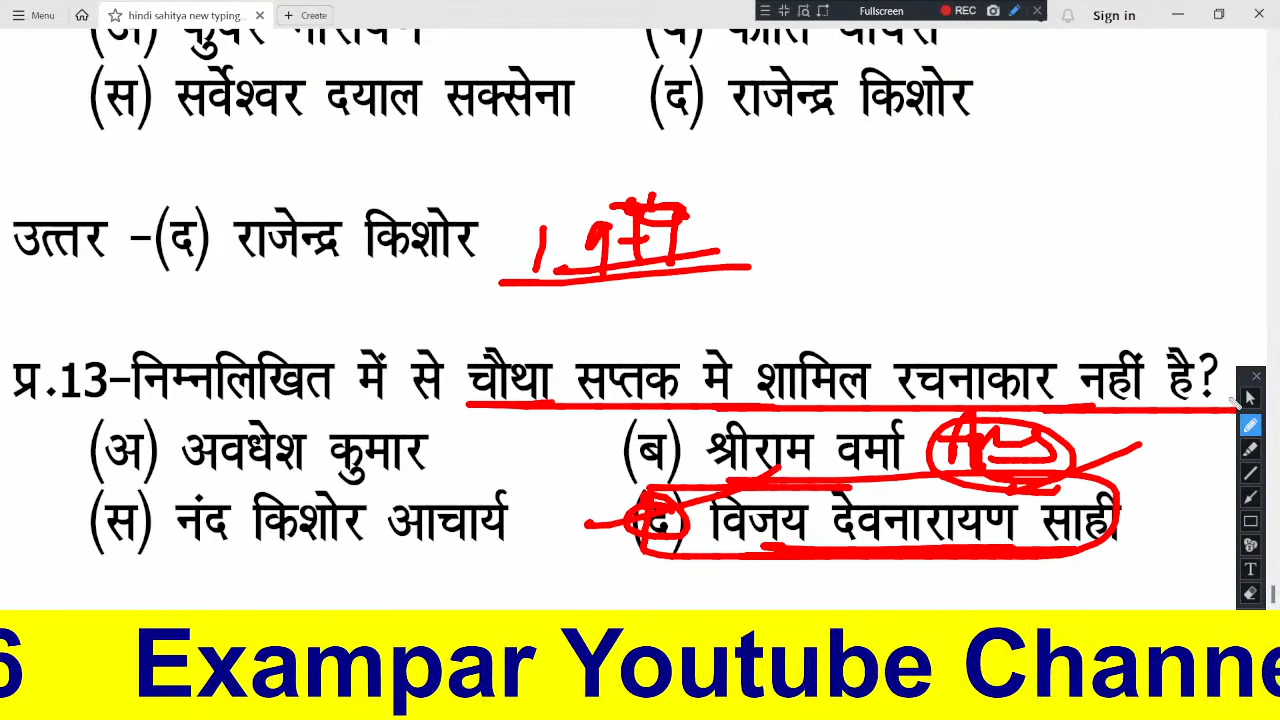 Menu hindi sahitya new typing... Create Fullscreen REC Sign in
(स) सर्वेश्वर दयाल सक्सेना (द) राजेन्द्र किशोर
उत्तर -(द) राजेन्द्र किशोर
प्र.13-निम्नलिखित में से चौथा सप्तक मे शामिल रचनाकार नहीं है?
(अ) अवधेश कुमार (ब) श्रीराम वर्मा
(स) नंद किशोर आचार्य (द) विजय देवनारायण साही
6 Exampar Youtube Channe